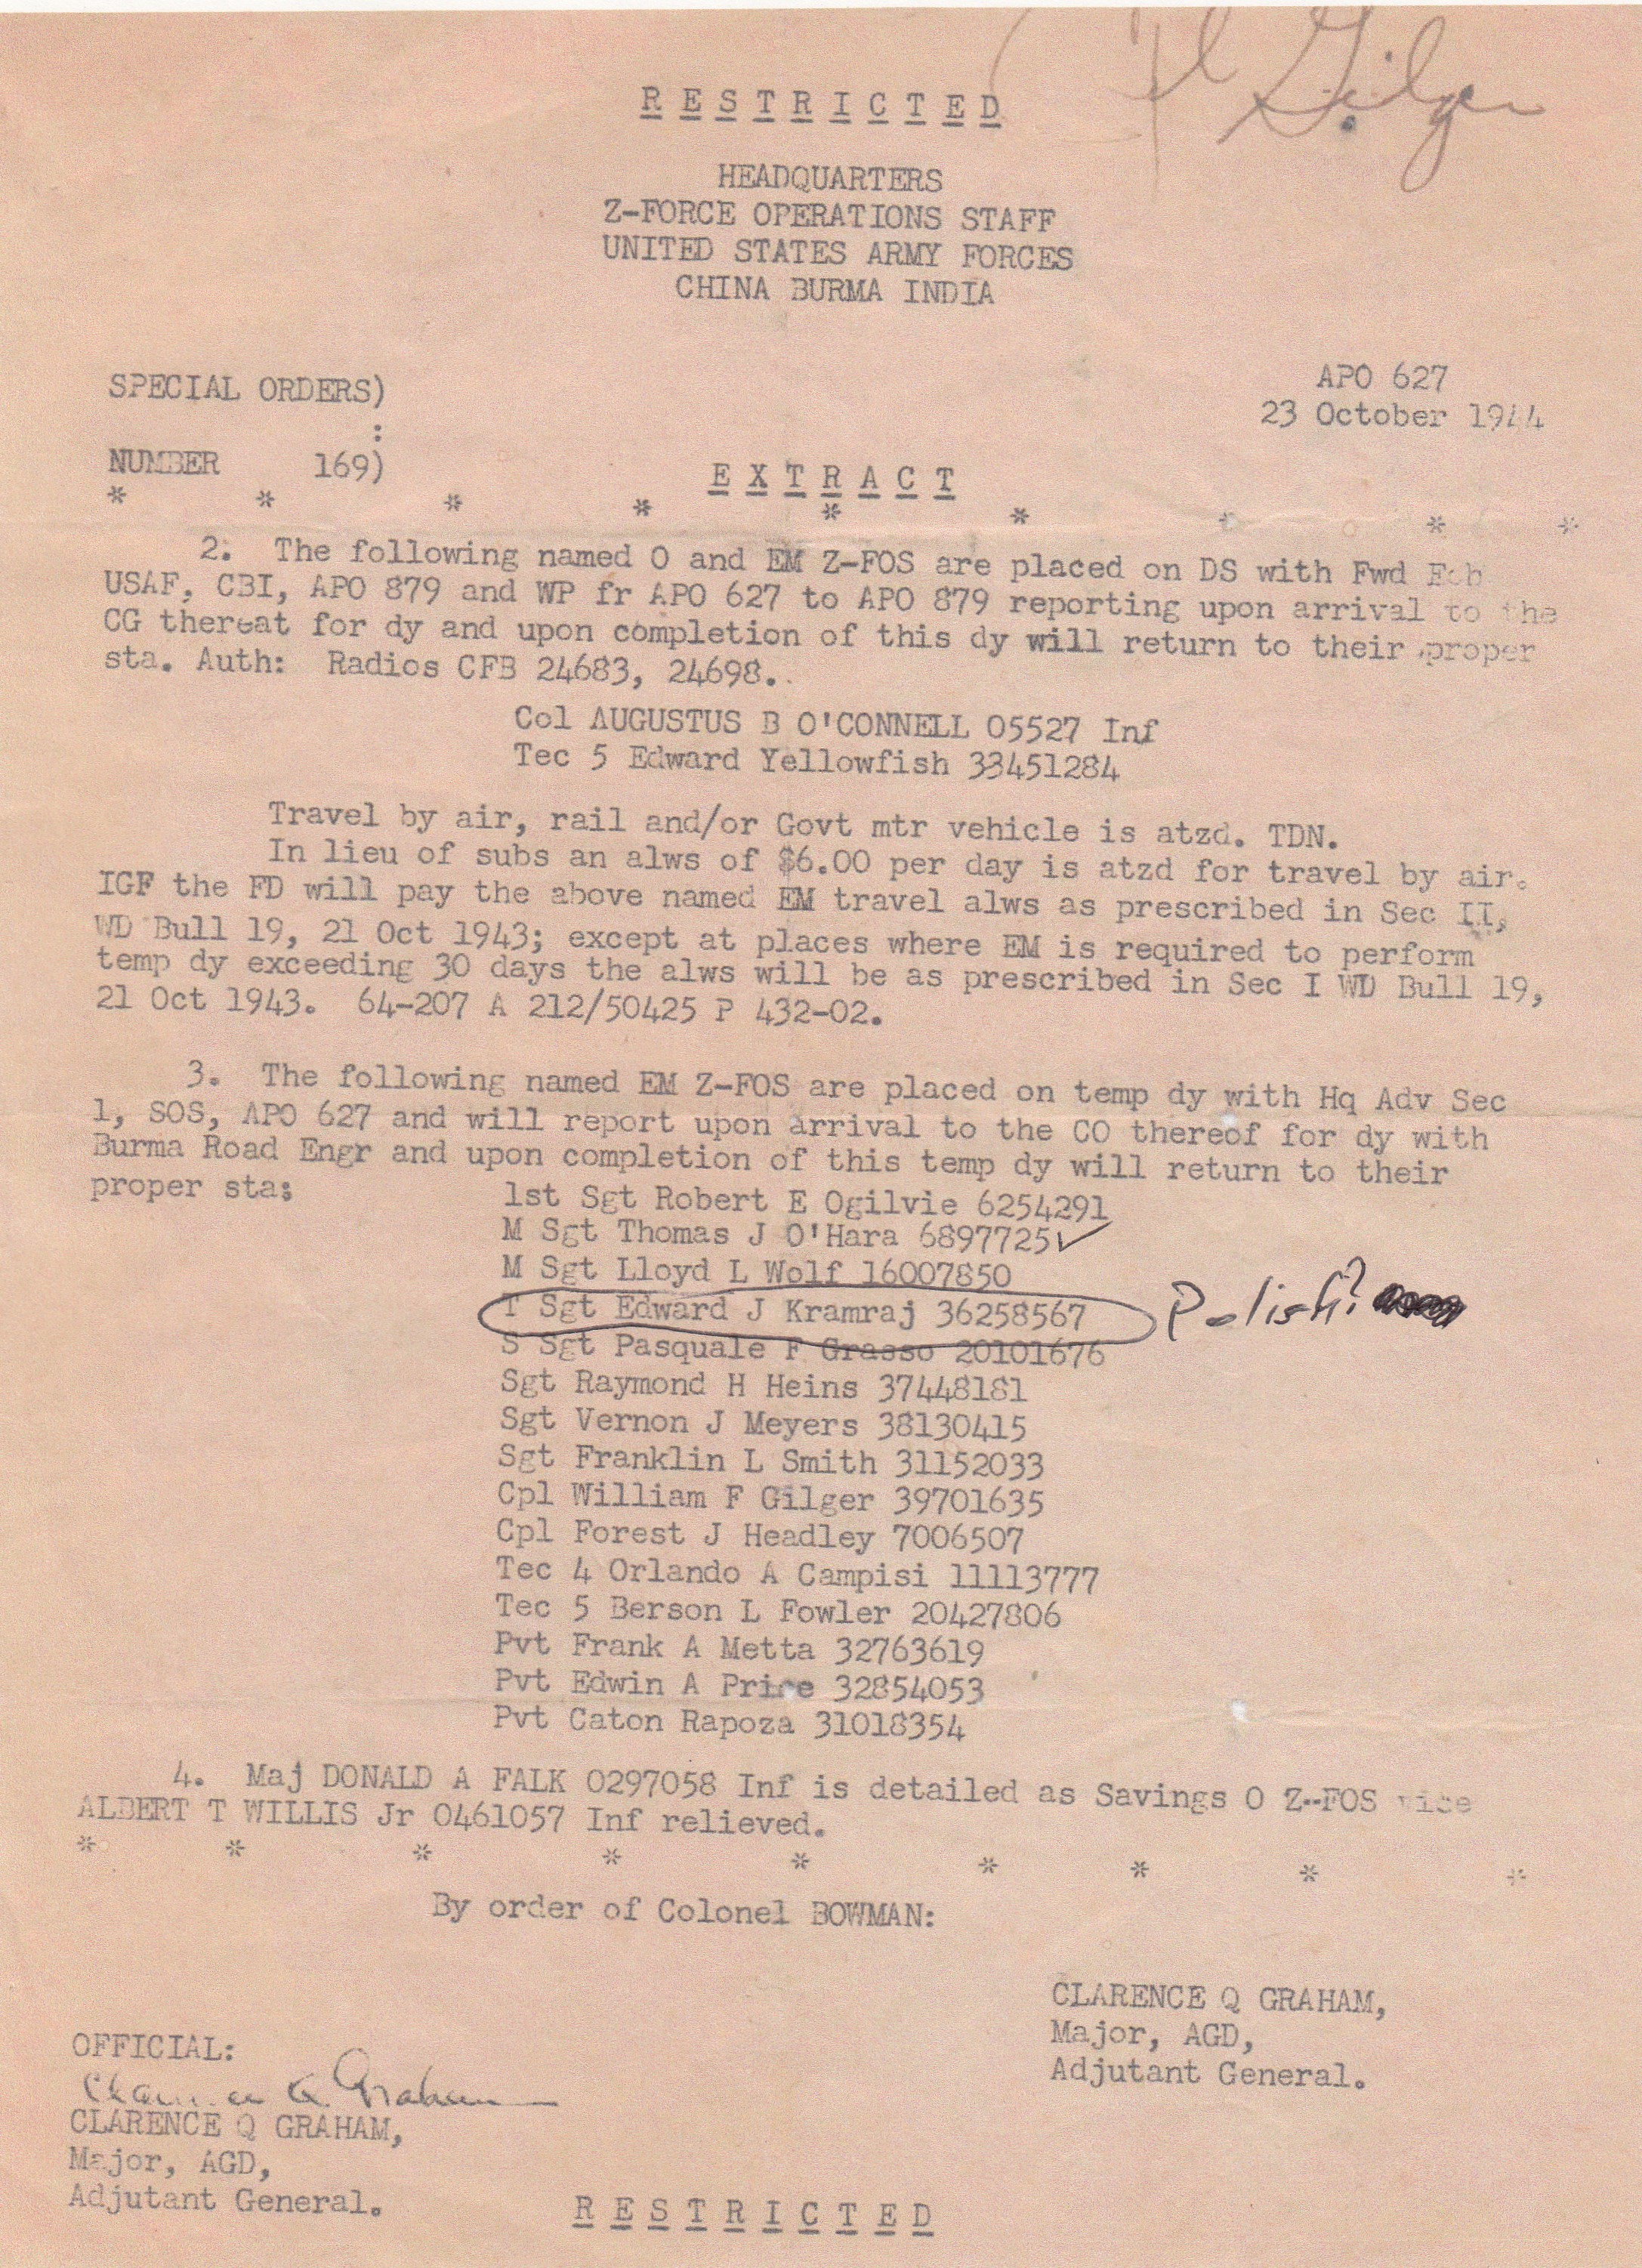 Cpl Gilger
RESTRICTED
HEADQUARTERS
Z-FORCE OPERATIONS STAFF
UNITED STATES ARMY FORCES
CHINA BURMA INDIA
APO 627
SPECIAL ORDERS)
23 October 1944
:
NUMBER 169)
EXTRACT
* * * * * * * * *
2. The following named O and EM Z-FOS are placed on DS with Fwd Ech
USAF, CBI, APO 879 and WP fr APO 627 to APO 879 reporting upon arrival to the
CG thereat for dy and upon completion of this dy will return to their proper
sta. Auth: Radios CFB 24683, 24698.
Col AUGUSTUS B O'CONNELL O5527 Inf
Tec 5 Edward Yellowfish 33451284
Travel by air, rail and/or Govt mtr vehicle is atzd. TDN.
In lieu of subs an alws of $6.00 per day is atzd for travel by air.
IGF the FD will pay the above named EM travel alws as prescribed in Sec II,
WD Bull 19, 21 Oct 1943; except at places where EM is required to perform
temp dy exceeding 30 days the alws will be as prescribed in Sec I WD Bull 19,
21 Oct 1943. 64-207 A 212/50425 P 432-02.
3. The following named EM Z-FOS are placed on temp dy with Hq Adv Sec
1, SOS, APO 627 and will report upon arrival to the CO thereof for dy with
Burma Road Engr and upon completion of this temp dy will return to their
proper sta:
1st Sgt Robert E Ogilvie 6254291
M Sgt Thomas J O'Hara 6897725 ✓
M Sgt Lloyd L Wolf 16007850
T Sgt Edward J Kramraj 36258567 Polish?
S Sgt Pasquale F Grasso 20101676
Sgt Raymond H Heins 37448181
Sgt Vernon J Meyers 38130415
Sgt Franklin L Smith 31152033
Cpl William F Gilger 39701635
Cpl Forest J Headley 7006507
Tec 4 Orlando A Campisi 11113777
Tec 5 Berson L Fowler 20427806
Pvt Frank A Metta 32763619
Pvt Edwin A Price 32854053
Pvt Caton Rapoza 31018354
4. Maj DONALD A FALK O297058 Inf is detailed as Savings O Z--FOS vice
ALBERT T WILLIS Jr O461057 Inf relieved.
* * * * * * * * *
By order of Colonel BOWMAN:
CLARENCE Q GRAHAM,
Major, AGD,
Adjutant General.
OFFICIAL:
Clarence Q Graham
CLARENCE Q GRAHAM,
Major, AGD,
Adjutant General.
RESTRICTED